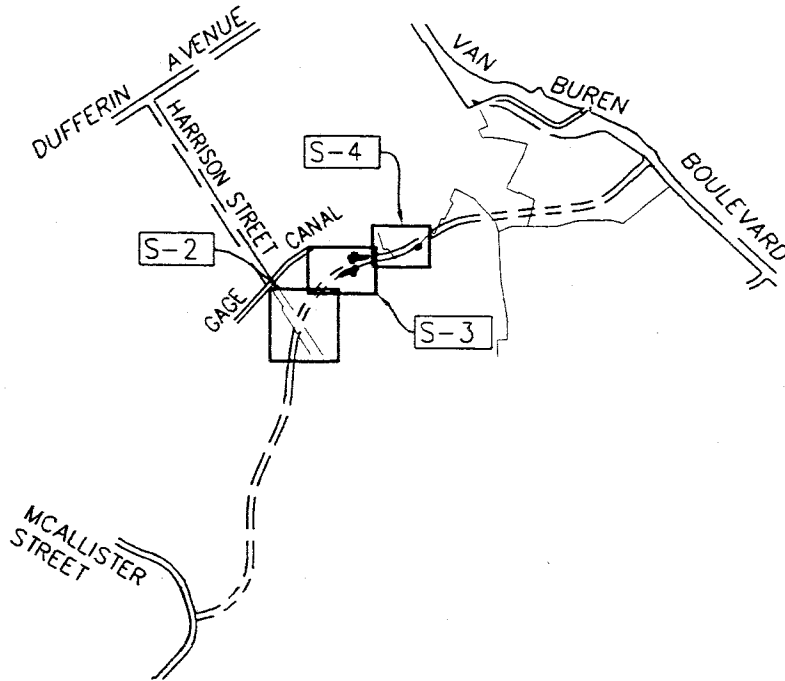 DUFFERIN AVENUE
VAN BUREN BOULEVARD
HARRISON STREET
S-4
S-2
GAGE CANAL
S-3
MCALLISTER
STREET